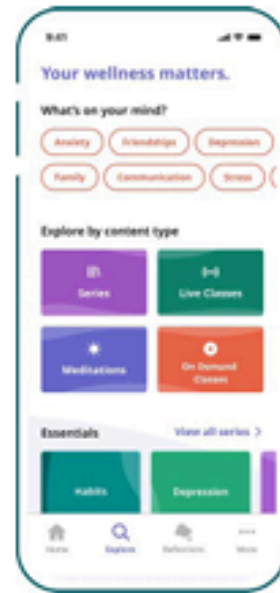 9:41
Your wellness matters.
What's on your mind?
Anxiety Friendships Depression
Family Communication Stress
Explore by content type
Series Live Classes
Meditations On Demand
Classes
Essentials View all series >
Habits Depression
Home Explore Reflections More